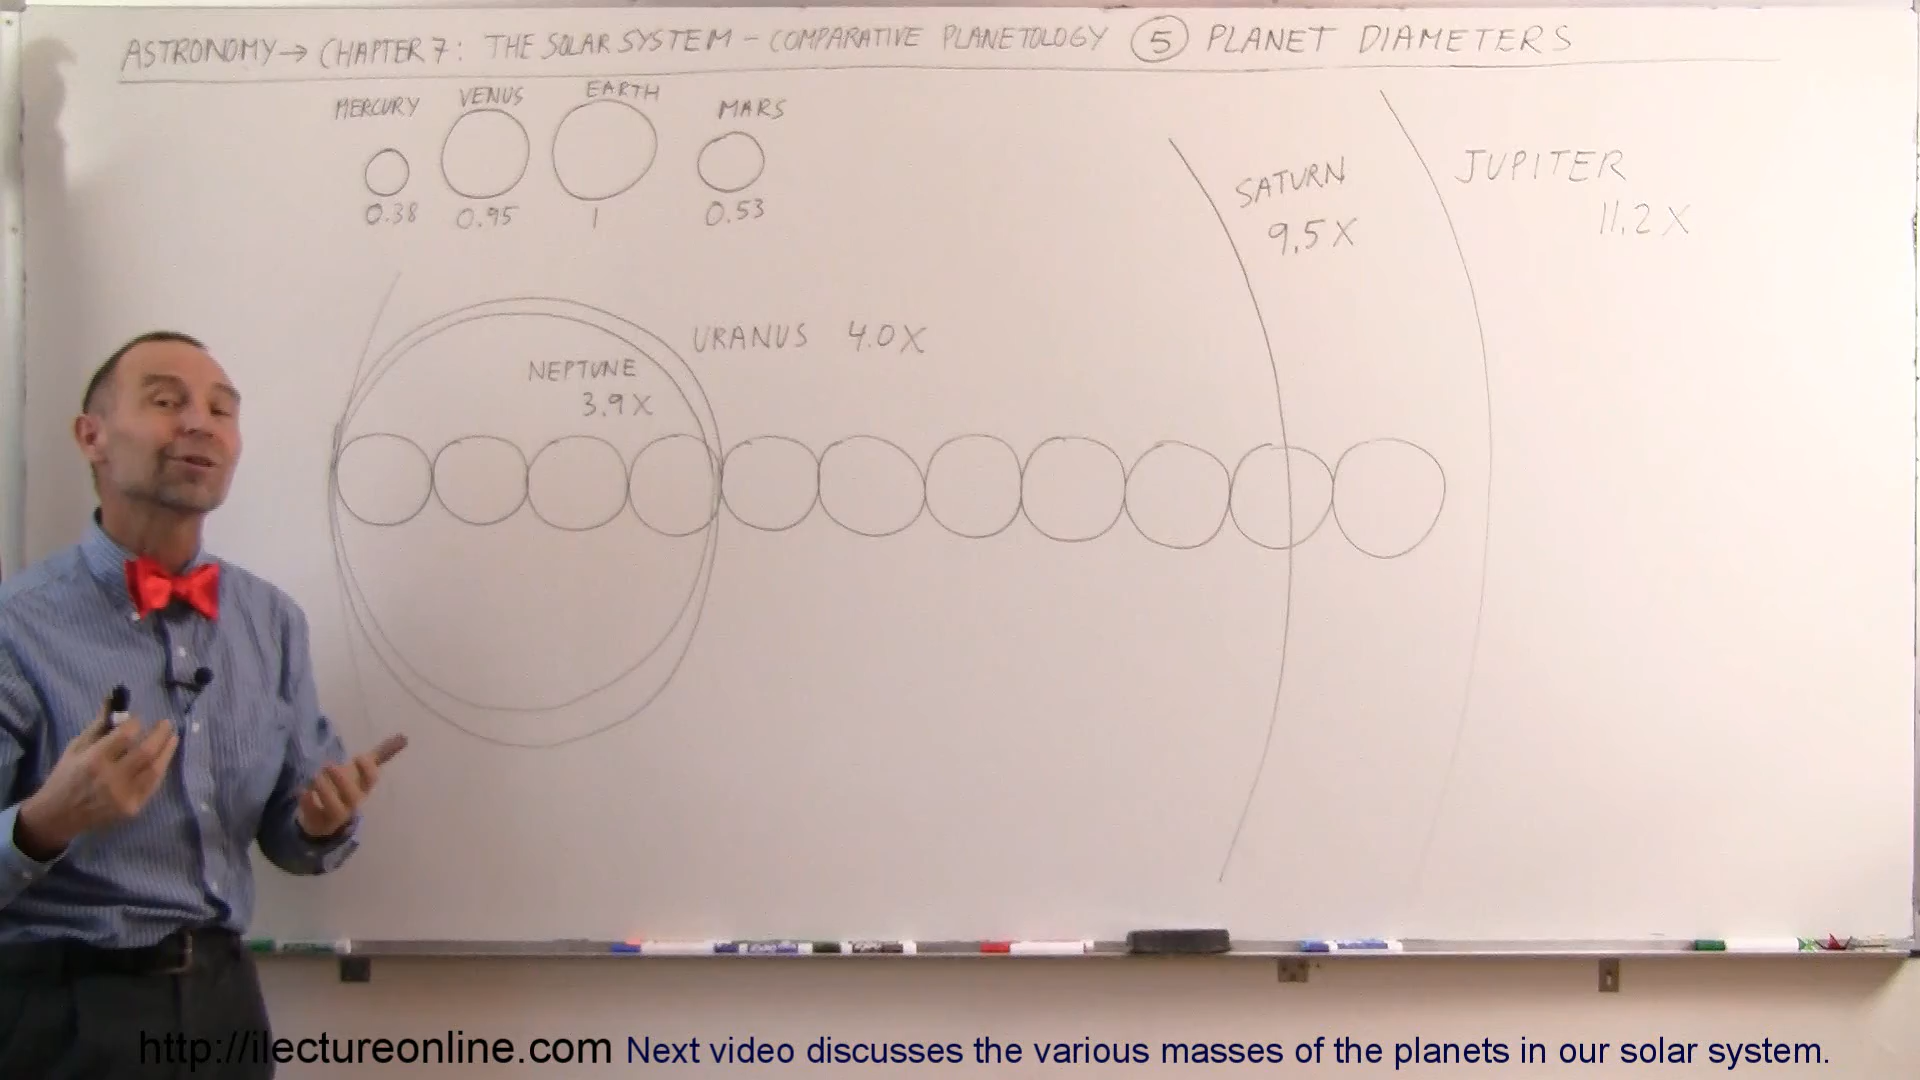 ASTRONOMY → CHAPTER 7: THE SOLAR SYSTEM - COMPARATIVE PLANETOLOGY ⑤ PLANET DIAMETERS
MERCURY VENUS EARTH MARS
0.38 0.95 1 0.53
SATURN
9.5X
JUPITER
11.2X
URANUS 4.0X
NEPTUNE
3.9X
http://ilectureonline.com Next video discusses the various masses of the planets in our solar system.